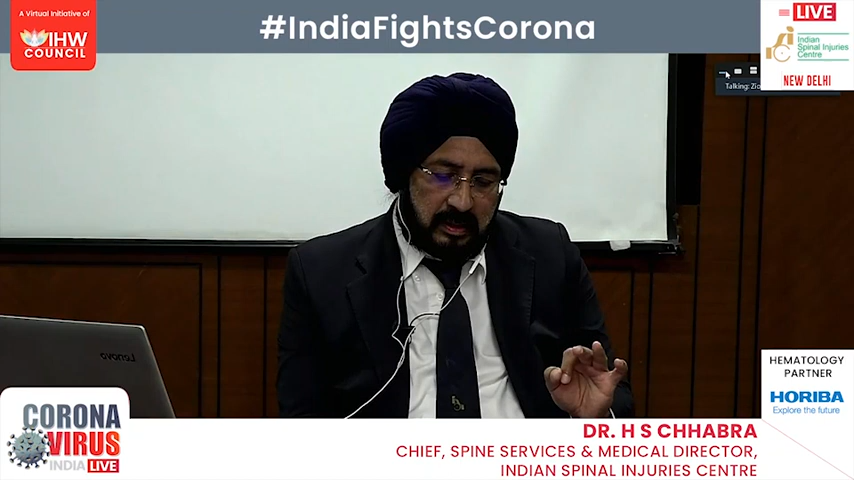 A Virtual Initiative of
IHW
COUNCIL
#IndiaFightsCorona
LIVE
Indian
Spinal Injuries
Centre
NEW DELHI
Talking:
lenovo
HEMATOLOGY
PARTNER
HORIBA
Explore the future
CORONA
VIRUS
INDIA LIVE
DR. H S CHHABRA
CHIEF, SPINE SERVICES & MEDICAL DIRECTOR,
INDIAN SPINAL INJURIES CENTRE